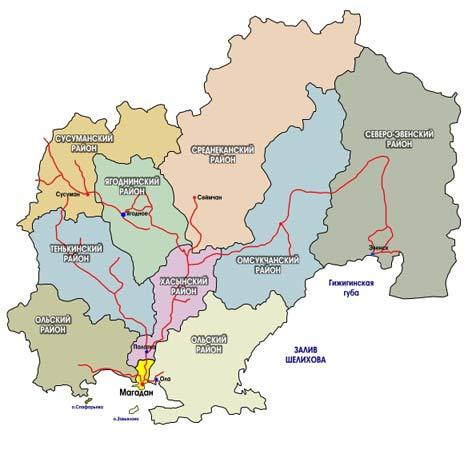 СУСУМАНСКИЙ
РАЙОН
СРЕДНЕКАНСКИЙ
РАЙОН
СЕВЕРО-ЭВЕНСКИЙ
РАЙОН
ЯГОДНИНСКИЙ
РАЙОН
Сусуман
Сеймчан
Ягодное
ТЕНЬКИНСКИЙ
РАЙОН
Эвенск
ОМСУКЧАНСКИЙ
РАЙОН
ХАСЫНСКИЙ
РАЙОН
Гижигинская
губа
ОЛЬСКИЙ
РАЙОН
ОЛЬСКИЙ
РАЙОН
Палатка
ЗАЛИВ
ШЕЛИХОВА
Ола
Магадан
о.Спафарьева
о.Завьялова